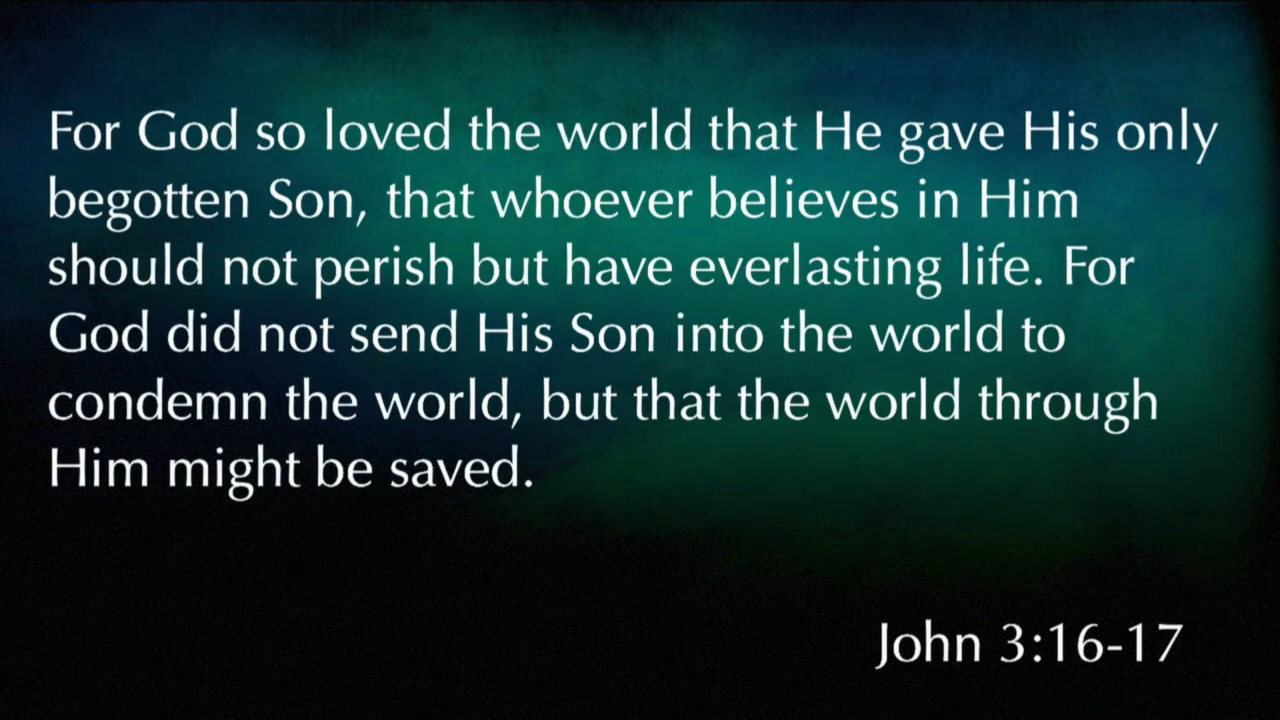 For God so loved the world that He gave His only
begotten Son, that whoever believes in Him
should not perish but have everlasting life. For
God did not send His Son into the world to
condemn the world, but that the world through
Him might be saved.
John 3:16-17